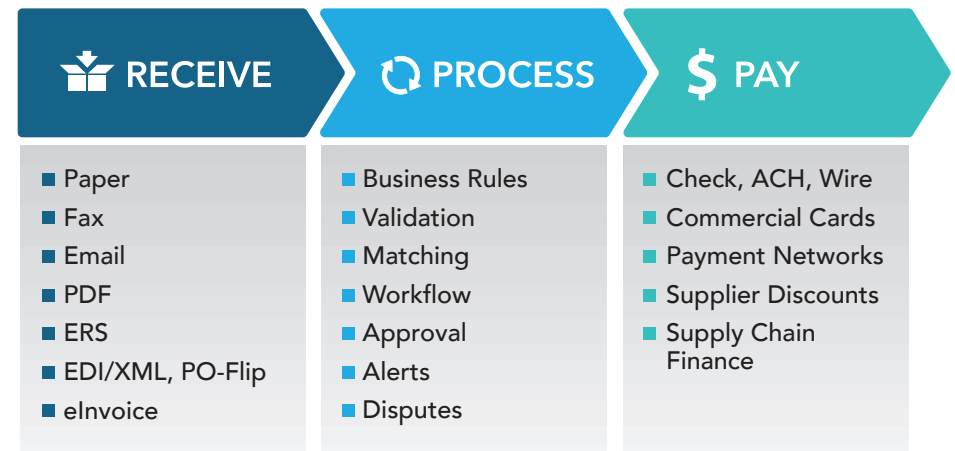 RECEIVE
Paper
Fax
Email
PDF
ERS
EDI/XML, PO-Flip
eInvoice
PROCESS
Business Rules
Validation
Matching
Workflow
Approval
Alerts
Disputes
$ PAY
Check, ACH, Wire
Commercial Cards
Payment Networks
Supplier Discounts
Supply Chain
Finance